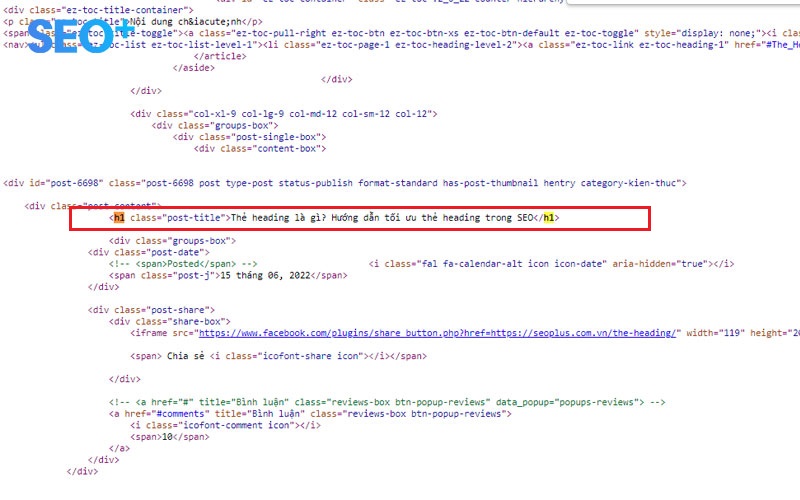 <div class="ez-toc-title-container">
<p class="ez-toc-title">Nội dung ch&iacute;nh</p>
<span class="ez-toc-title-toggle"><a class="ez-toc-pull-right ez-toc-btn ez-toc-btn-xs ez-toc-btn-default ez-toc-toggle" style="display: none;"><i cl
<nav><ul class="ez-toc-list ez-toc-list-level-1"><li class="ez-toc-page-1 ez-toc-heading-level-2"><a class="ez-toc-link ez-toc-heading-1" href="#The_He
SEO+
</article>
</aside>
</div>
</div>
<div class="col-xl-9 col-lg-9 col-md-12 col-sm-12 col-12">
<div class="groups-box">
<div class="post-single-box">
<div class="content-box">
<div id="post-6698" class="post-6698 post type-post status-publish format-standard has-post-thumbnail hentry category-kien-thuc">
<div class="post-content">
<h1 class="post-title">Thẻ heading là gì? Hướng dẫn tối ưu thẻ heading trong SEO</h1>
<div class="groups-box">
<div class="post-date">
<!-- <span>Posted</span> --> <i class="fal fa-calendar-alt icon icon-date" aria-hidden="true"></i>
<span class="post-j">15 tháng 06, 2022</span>
</div>
<div class="post-share">
<div class="share-box">
<iframe src="https://www.facebook.com/plugins/share_button.php?href=https://seoplus.com.vn/the-heading/" width="119" height="20
<span> Chia sẻ <i class="icofont-share icon"></i></span>
</div>
<!-- <a href="#" title="Bình luận" class="reviews-box btn-popup-reviews" data_popup="popups-reviews"> -->
<a href="#comments" title="Bình luận" class="reviews-box btn-popup-reviews">
<i class="icofont-comment icon"></i>
<span>10</span>
</a>
</div>
</div>